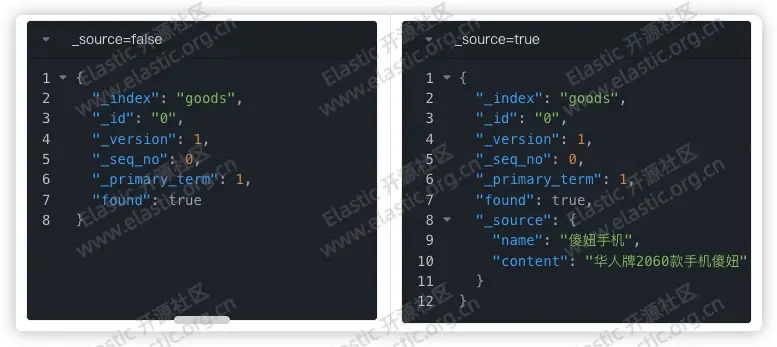 _source=false
1 {
2 "_index": "goods",
3 "_id": "0",
4 "_version": 1,
5 "_seq_no": 0,
6 "_primary_term": 1,
7 "found": true
8 }
_source=true
1 {
2 "_index": "goods",
3 "_id": "0",
4 "_version": 1,
5 "_seq_no": 0,
6 "_primary_term": 1,
7 "found": true,
8 "_source": {
9 "name": "傻妞手机",
10 "content": "华人牌2060款手机傻妞"
11 }
12 }
Elastic 开源社区
www.elastic.org.cn